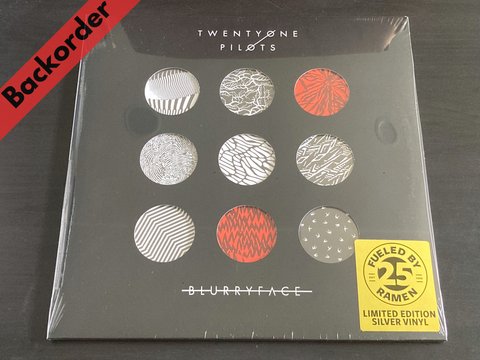 Backorder
TWENTY ØNE
PILØTS
BLURRYFACE
FUELED BY
25
RAMEN
LIMITED EDITION
SILVER VINYL